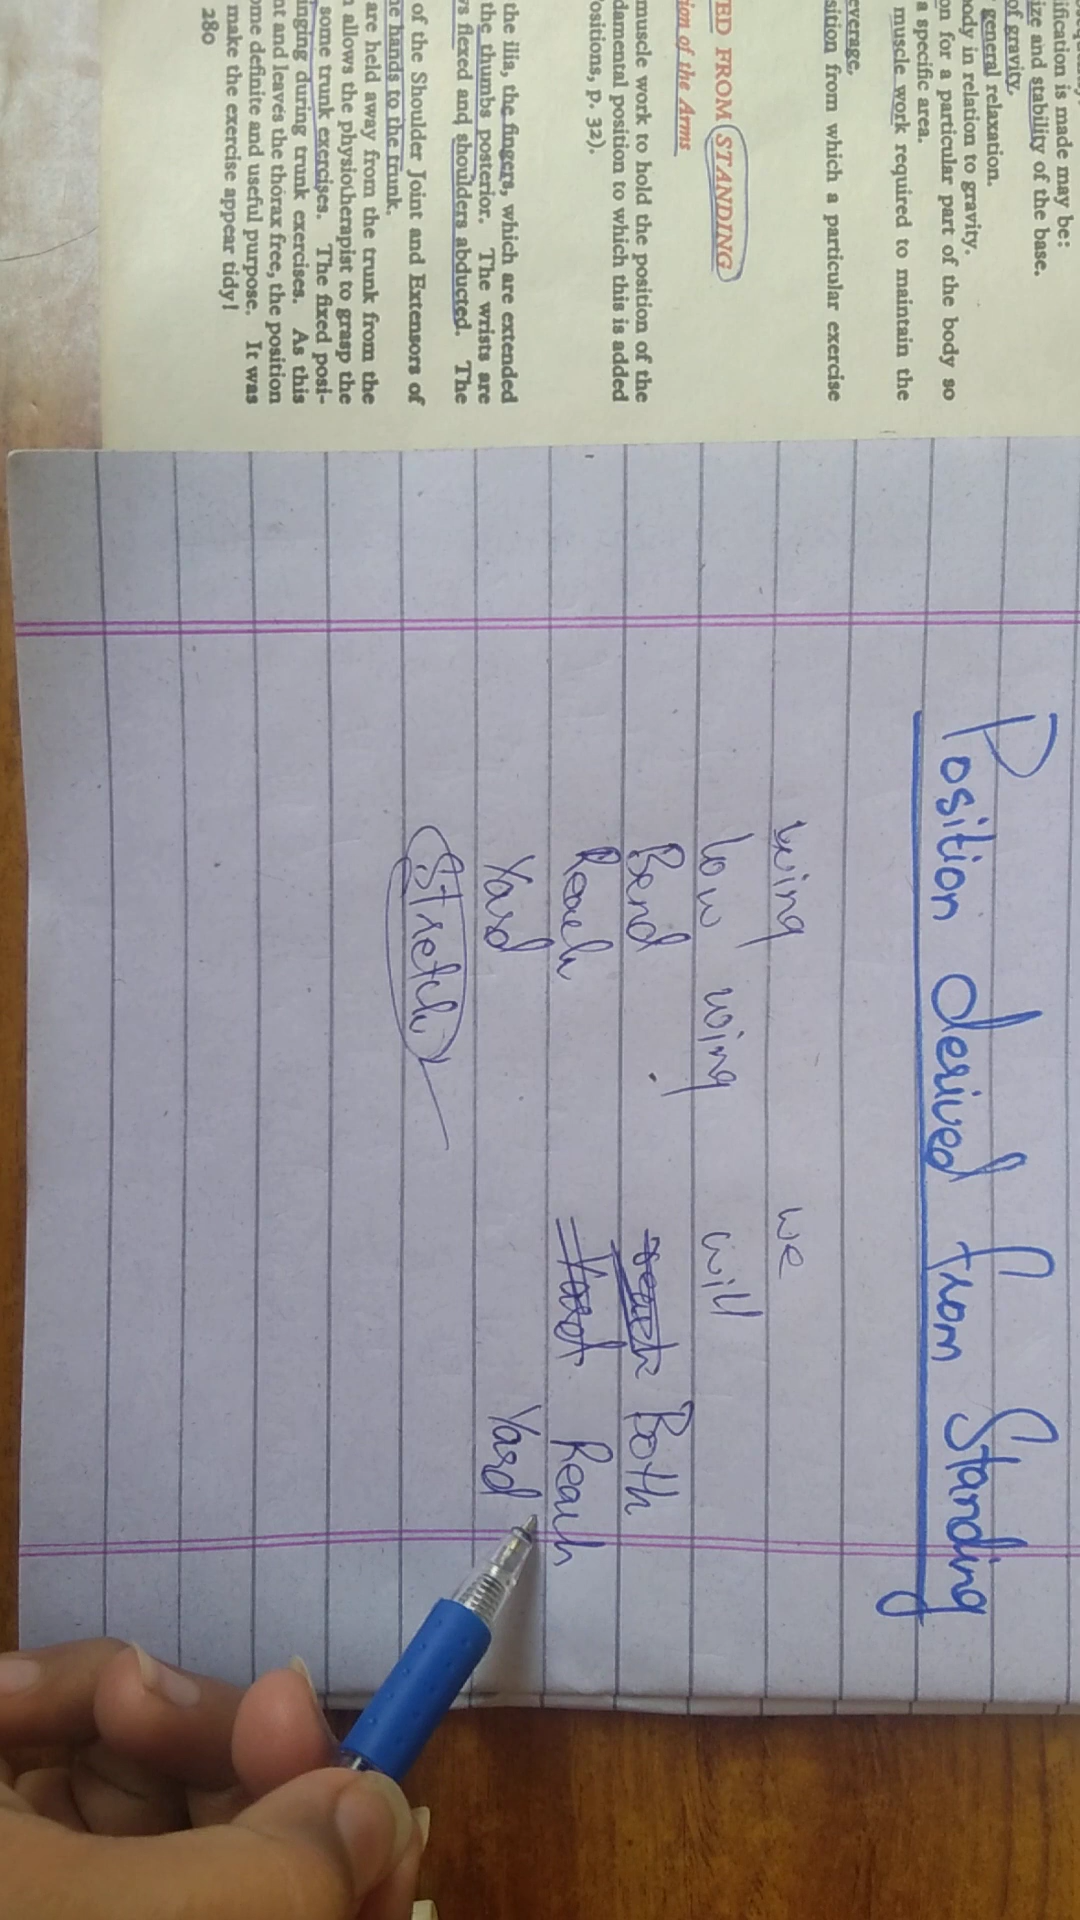 ification is made may be:
ize and stability of the base.
of gravity.
general relaxation.
body in relation to gravity.
on for a particular part of the body so
a specific area.
muscle work required to maintain the
everage.
sition from which a particular exercise
ED FROM STANDING
ion of the Arms
muscle work to hold the position of the
damental position to which this is added
ositions, p. 32).
the ilia, the fingers, which are extended
the thumbs posterior. The wrists are
s flexed and shoulders abducted. The
of the Shoulder Joint and Extensors of
e hands to the trunk.
are held away from the trunk from the
allows the physiotherapist to grasp the
some trunk exercises. The fixed posi-
inging during trunk exercises. As this
nt and leaves the thorax free, the position
ome definite and useful purpose. It was
make the exercise appear tidy!
280
Position derived from Standing
wing we
low wing will
Bend Both
Reach Reach
Yard Yard
Stretch